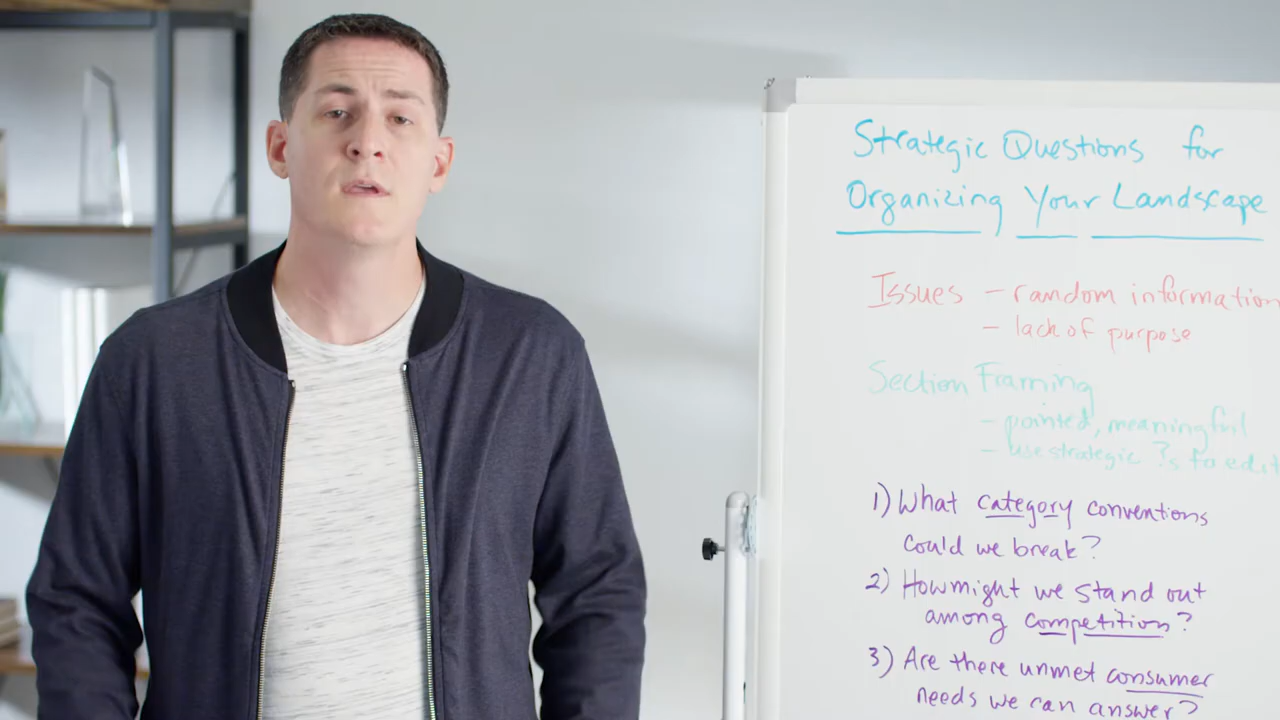 Strategic Questions for
Organizing Your Landscape
Issues - random information
- lack of purpose
Section Framing
- pointed, meaningful
- use strategic ?s to edit
1) What category conventions
could we break?
2) How might we stand out
among competition?
3) Are there unmet consumer
needs we can answer?